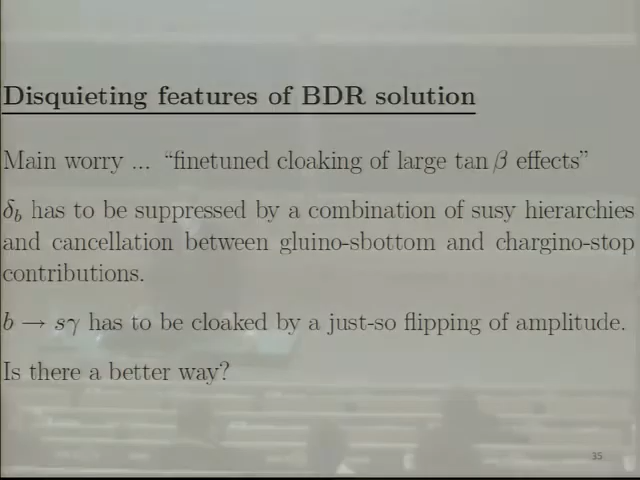 Disquieting features of BDR solution
Main worry ... “finetuned cloaking of large tan β effects”
δ_b has to be suppressed by a combination of susy hierarchies
and cancellation between gluino-sbottom and chargino-stop
contributions.
b → sγ has to be cloaked by a just-so flipping of amplitude.
Is there a better way?
35